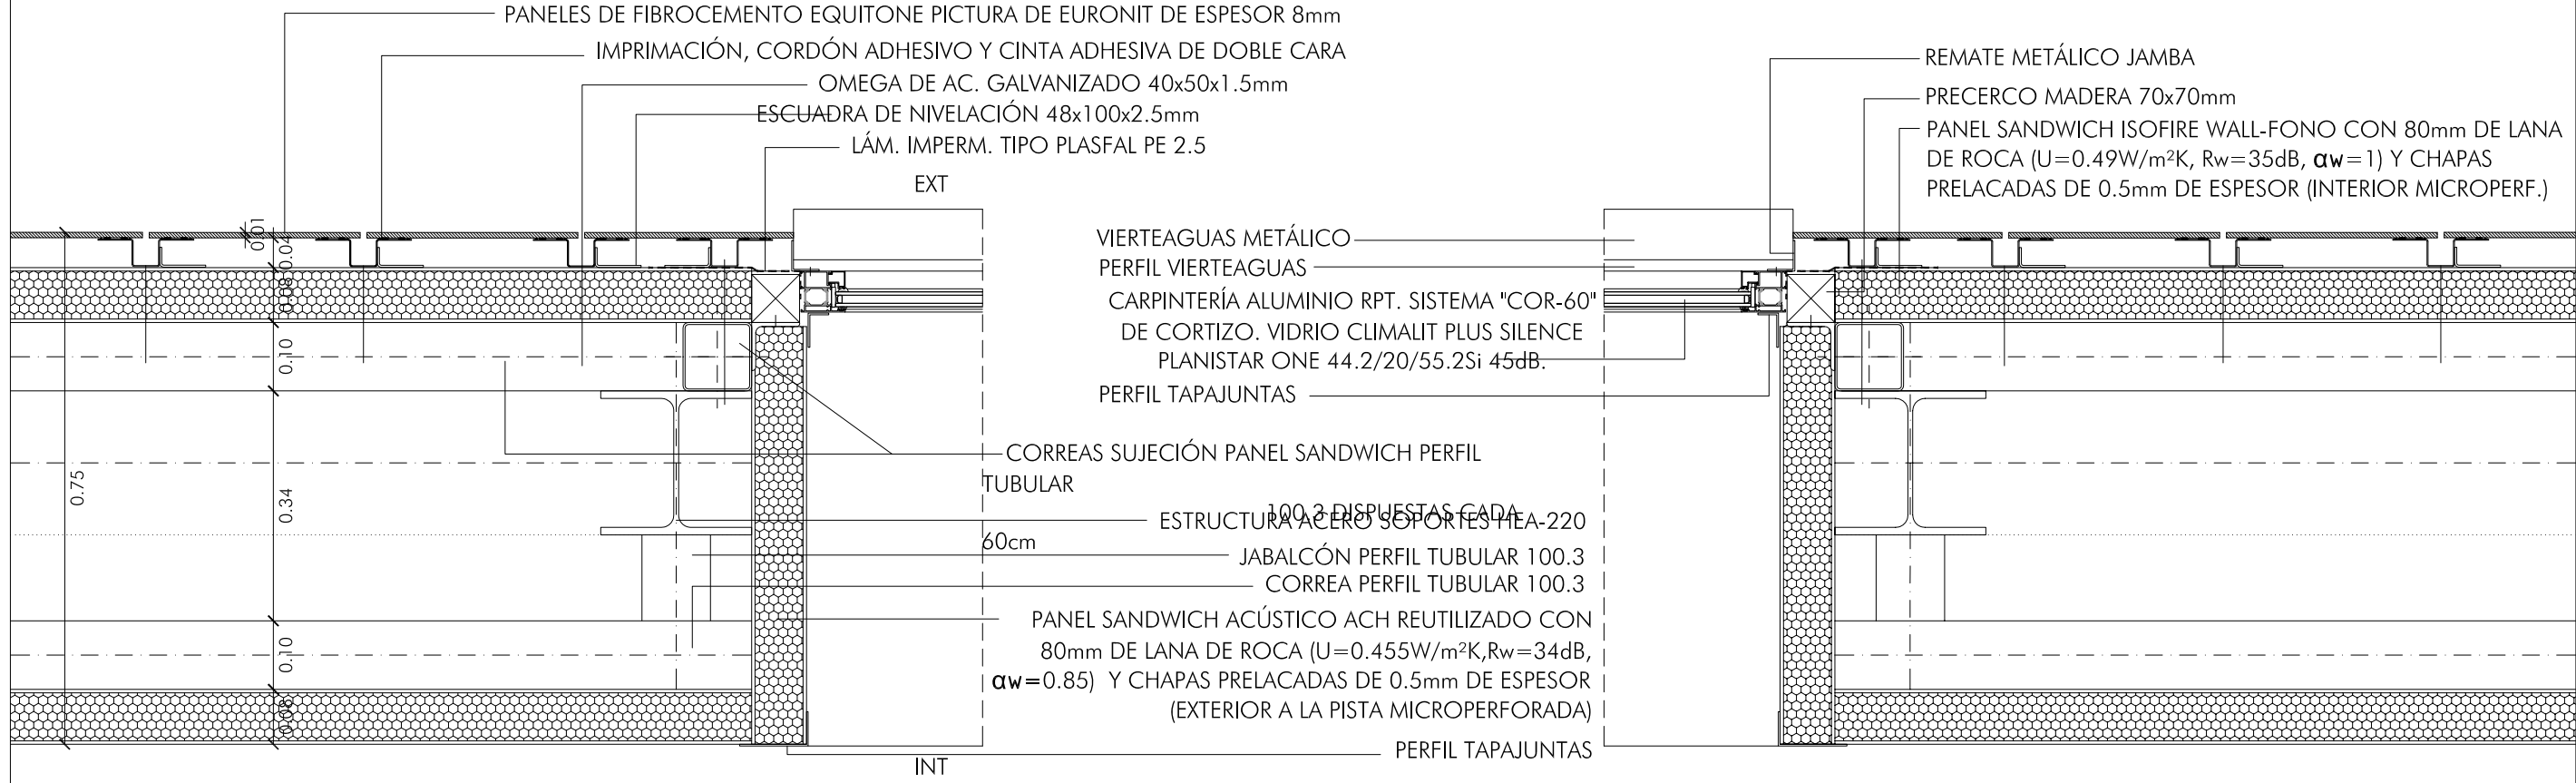 PANELES DE FIBROCEMENTO EQUITONE PICTURA DE EURONIT DE ESPESOR 8mm
IMPRIMACIÓN, CORDÓN ADHESIVO Y CINTA ADHESIVA DE DOBLE CARA
OMEGA DE AC. GALVANIZADO 40x50x1.5mm
ESCUADRA DE NIVELACIÓN 48x100x2.5mm
LÁM. IMPERM. TIPO PLASFAL PE 2.5
EXT
REMATE METÁLICO JAMBA
PRECERCO MADERA 70x70mm
PANEL SANDWICH ISOFIRE WALL-FONO CON 80mm DE LANA
DE ROCA (U=0.49W/m²K, Rw=35dB, αw=1) Y CHAPAS
PRELACADAS DE 0.5mm DE ESPESOR (INTERIOR MICROPERF.)
0.01
0.04
0.08
0.10
0.34
0.10
0.08
0.75
VIERTEAGUAS METÁLICO
PERFIL VIERTEAGUAS
CARPINTERÍA ALUMINIO RPT. SISTEMA "COR-60"
DE CORTIZO. VIDRIO CLIMALIT PLUS SILENCE
PLANISTAR ONE 44.2/20/55.2Si 45dB.
PERFIL TAPAJUNTAS
CORREAS SUJECIÓN PANEL SANDWICH PERFIL
TUBULAR
100.3 DISPUESTAS CADA
60cm
ESTRUCTURA ACERO SOPORTES HEA-220
JABALCÓN PERFIL TUBULAR 100.3
CORREA PERFIL TUBULAR 100.3
PANEL SANDWICH ACÚSTICO ACH REUTILIZADO CON
80mm DE LANA DE ROCA (U=0.455W/m²K,Rw=34dB,
αw=0.85) Y CHAPAS PRELACADAS DE 0.5mm DE ESPESOR
(EXTERIOR A LA PISTA MICROPERFORADA)
PERFIL TAPAJUNTAS
INT